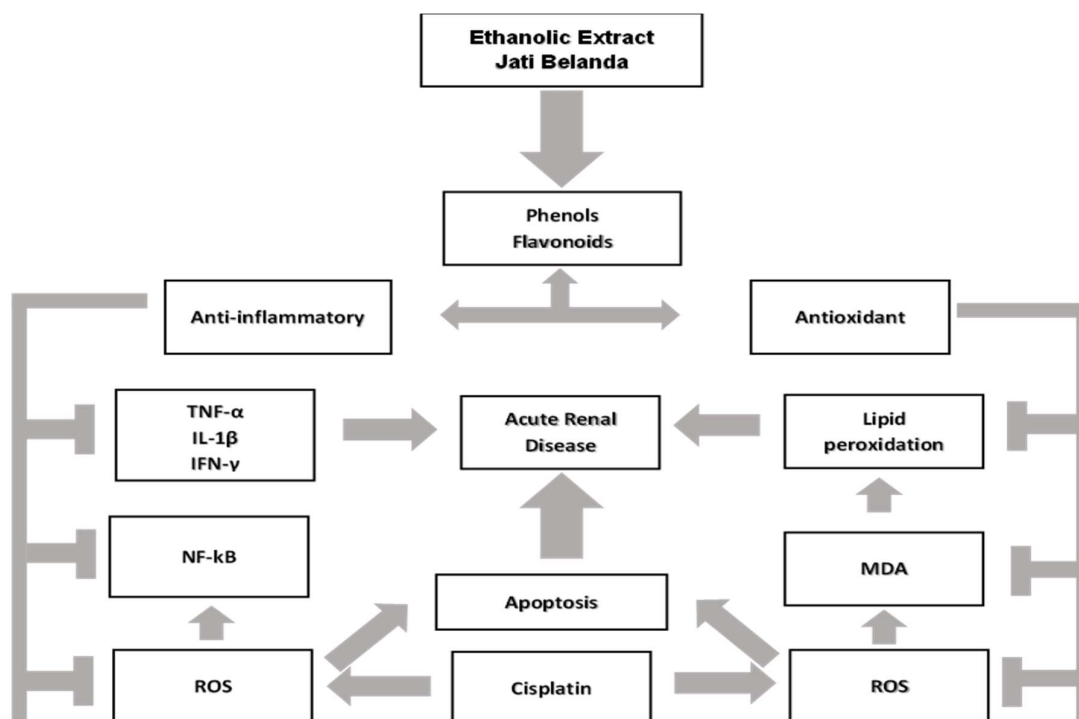 Ethanolic Extract
Jati Belanda
Phenols
Flavonoids
Anti-inflammatory
Antioxidant
TNF-α
IL-1β
IFN-γ
Acute Renal
Disease
Lipid
peroxidation
NF-kB
MDA
Apoptosis
ROS
Cisplatin
ROS